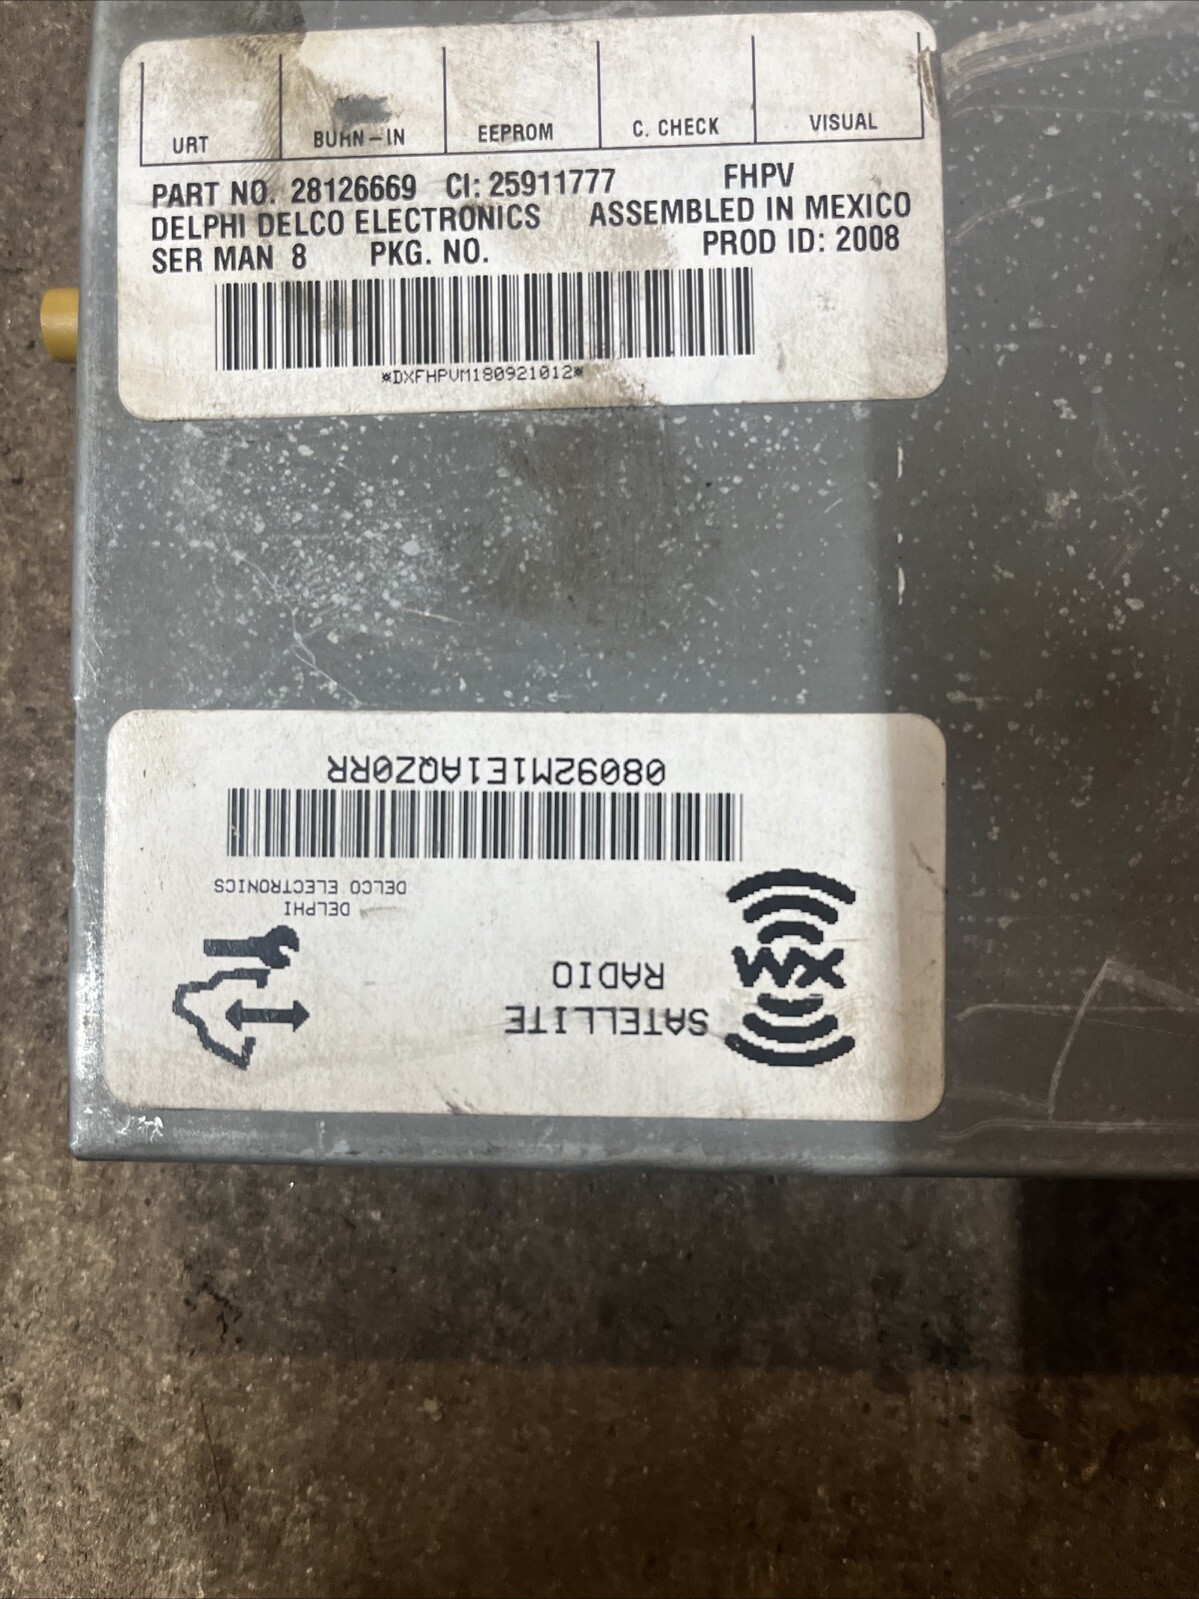 URT BURN-IN EEPROM C. CHECK VISUAL
PART NO. 28126669 CI: 25911777 FHPV
DELPHI DELCO ELECTRONICS ASSEMBLED IN MEXICO
SER MAN 8 PKG. NO. PROD ID: 2008
*DXFHPVM180921012*
XM
SATELLITE
RADIO
DELPHI
DELCO ELECTRONICS
08092M1E1AQZ0RR